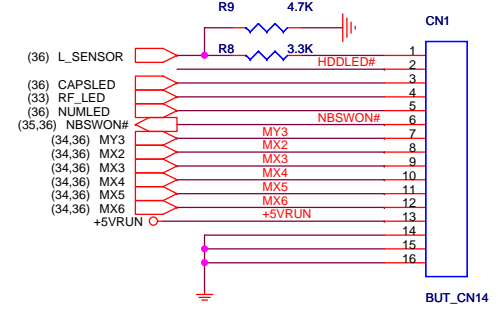 R9 4.7K
CN1
(36) L_SENSOR R8 3.3K 1
HDDLED# 2
(36) CAPSLED 3
(33) RF_LED 4
(36) NUMLED 5
(35,36) NBSWON# NBSWON# 6
(34,36) MY3 MY3 7
(34,36) MX2 MX2 8
(34,36) MX3 MX3 9
(34,36) MX4 MX4 10
(34,36) MX5 MX5 11
(34,36) MX6 MX6 12
+5VRUN +5VRUN 13
14
15
16
BUT_CN14